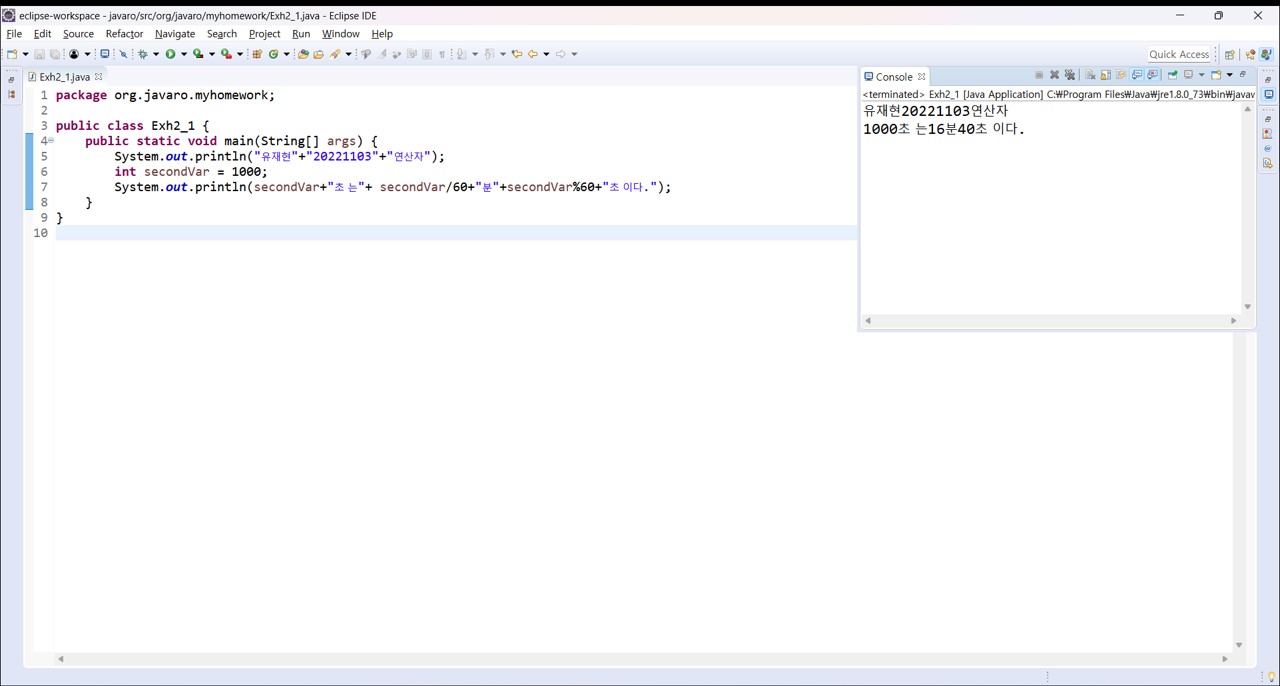 eclipse-workspace - javaro/src/org/javaro/myhomework/Exh2_1.java - Eclipse IDE
File Edit Source Refactor Navigate Search Project Run Window Help
Quick Access
Exh2_1.java
1 package org.javaro.myhomework;
2
3 public class Exh2_1 {
4 public static void main(String[] args) {
5 System.out.println("유재현"+"20221103"+"연산자");
6 int secondVar = 1000;
7 System.out.println(secondVar+"초 는"+ secondVar/60+"분"+secondVar%60+"초 이다.");
8 }
9 }
10
Console
<terminated> Exh2_1 [Java Application] C:₩Program Files₩Java₩jre1.8.0_73₩bin₩javaw
유재현20221103연산자
1000초 는16분40초 이다.